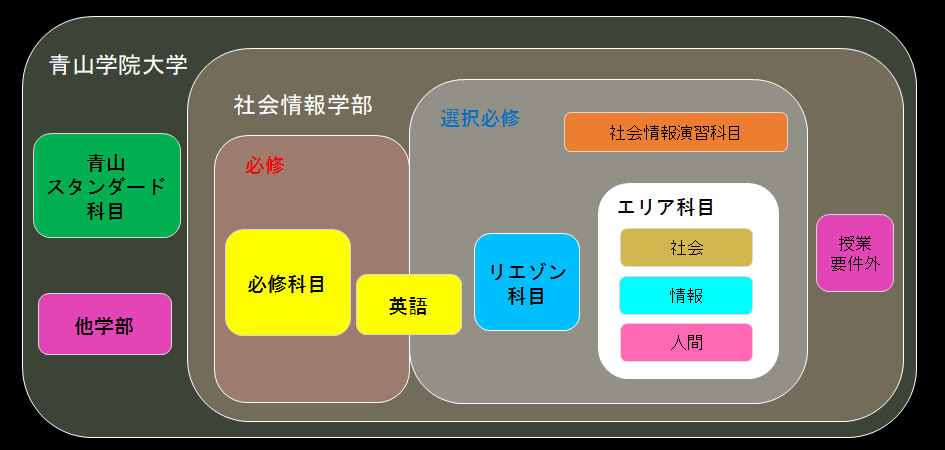 青山学院大学
社会情報学部
選択必修
社会情報演習科目
必修
青山
スタンダード
科目
エリア科目
社会
授業
要件外
必修科目
リエゾン
科目
英語
情報
他学部
人間